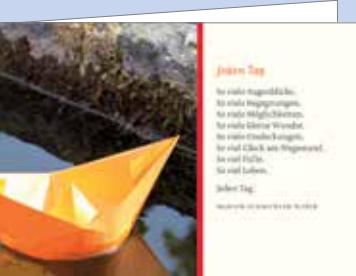 Jeden Tag
So viele Augenblicke.
So viele Begegnungen.
So viele Möglichkeiten.
So viele kleine Wunder.
So viele Entdeckungen.
So viel Glück am Wegesrand.
So viel Fülle.
So viel Leben.
Jeden Tag.